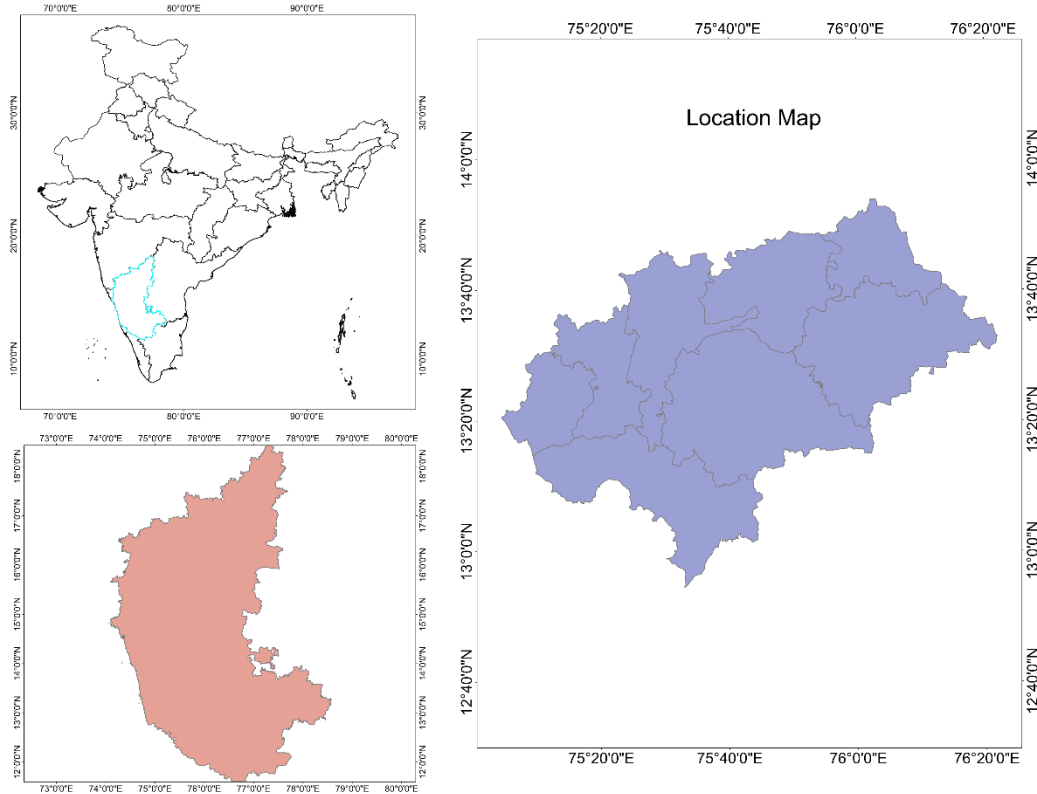 70°0'0"E 80°0'0"E 90°0'0"E
30°0'0"N 30°0'0"N
20°0'0"N 20°0'0"N
10°0'0"N 10°0'0"N
70°0'0"E 80°0'0"E 90°0'0"E
73°0'0"E 74°0'0"E 75°0'0"E 76°0'0"E 77°0'0"E 78°0'0"E 79°0'0"E 80°0'0"E
18°0'0"N 18°0'0"N
17°0'0"N 17°0'0"N
16°0'0"N 16°0'0"N
15°0'0"N 15°0'0"N
14°0'0"N 14°0'0"N
13°0'0"N 13°0'0"N
12°0'0"N 12°0'0"N
73°0'0"E 74°0'0"E 75°0'0"E 76°0'0"E 77°0'0"E 78°0'0"E 79°0'0"E 80°0'0"E
75°20'0"E 75°40'0"E 76°0'0"E 76°20'0"E
Location Map
14°0'0"N 14°0'0"N
13°40'0"N 13°40'0"N
13°20'0"N 13°20'0"N
13°0'0"N 13°0'0"N
12°40'0"N 12°40'0"N
75°20'0"E 75°40'0"E 76°0'0"E 76°20'0"E